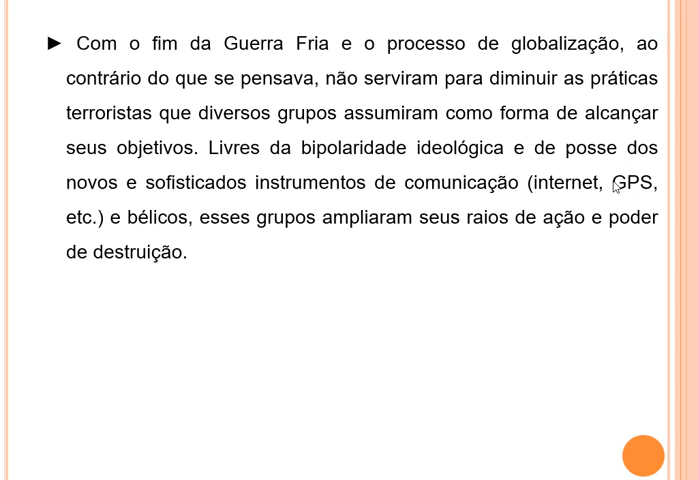 ► Com o fim da Guerra Fria e o processo de globalização, ao
contrário do que se pensava, não serviram para diminuir as práticas
terroristas que diversos grupos assumiram como forma de alcançar
seus objetivos. Livres da bipolaridade ideológica e de posse dos
novos e sofisticados instrumentos de comunicação (internet, GPS,
etc.) e bélicos, esses grupos ampliaram seus raios de ação e poder
de destruição.